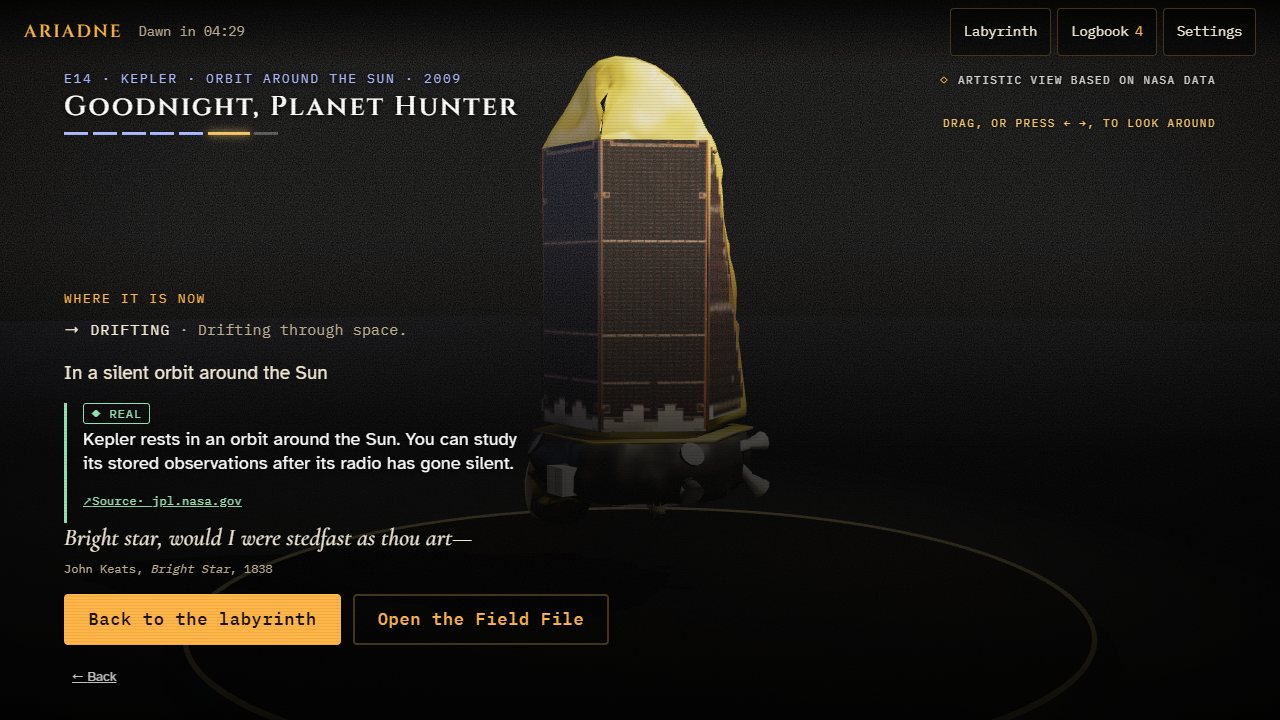 ARIADNE Dawn in 04:29
Labyrinth
Logbook 4
Settings
E14 · KEPLER · ORBIT AROUND THE SUN · 2009
Goodnight, Planet Hunter
◇ ARTISTIC VIEW BASED ON NASA DATA
DRAG, OR PRESS ← →, TO LOOK AROUND
WHERE IT IS NOW
→ DRIFTING · Drifting through space.
In a silent orbit around the Sun
◆ REAL
Kepler rests in an orbit around the Sun. You can study
its stored observations after its radio has gone silent.
↗Source· jpl.nasa.gov
Bright star, would I were stedfast as thou art—
John Keats, Bright Star, 1838
Back to the labyrinth
Open the Field File
← Back